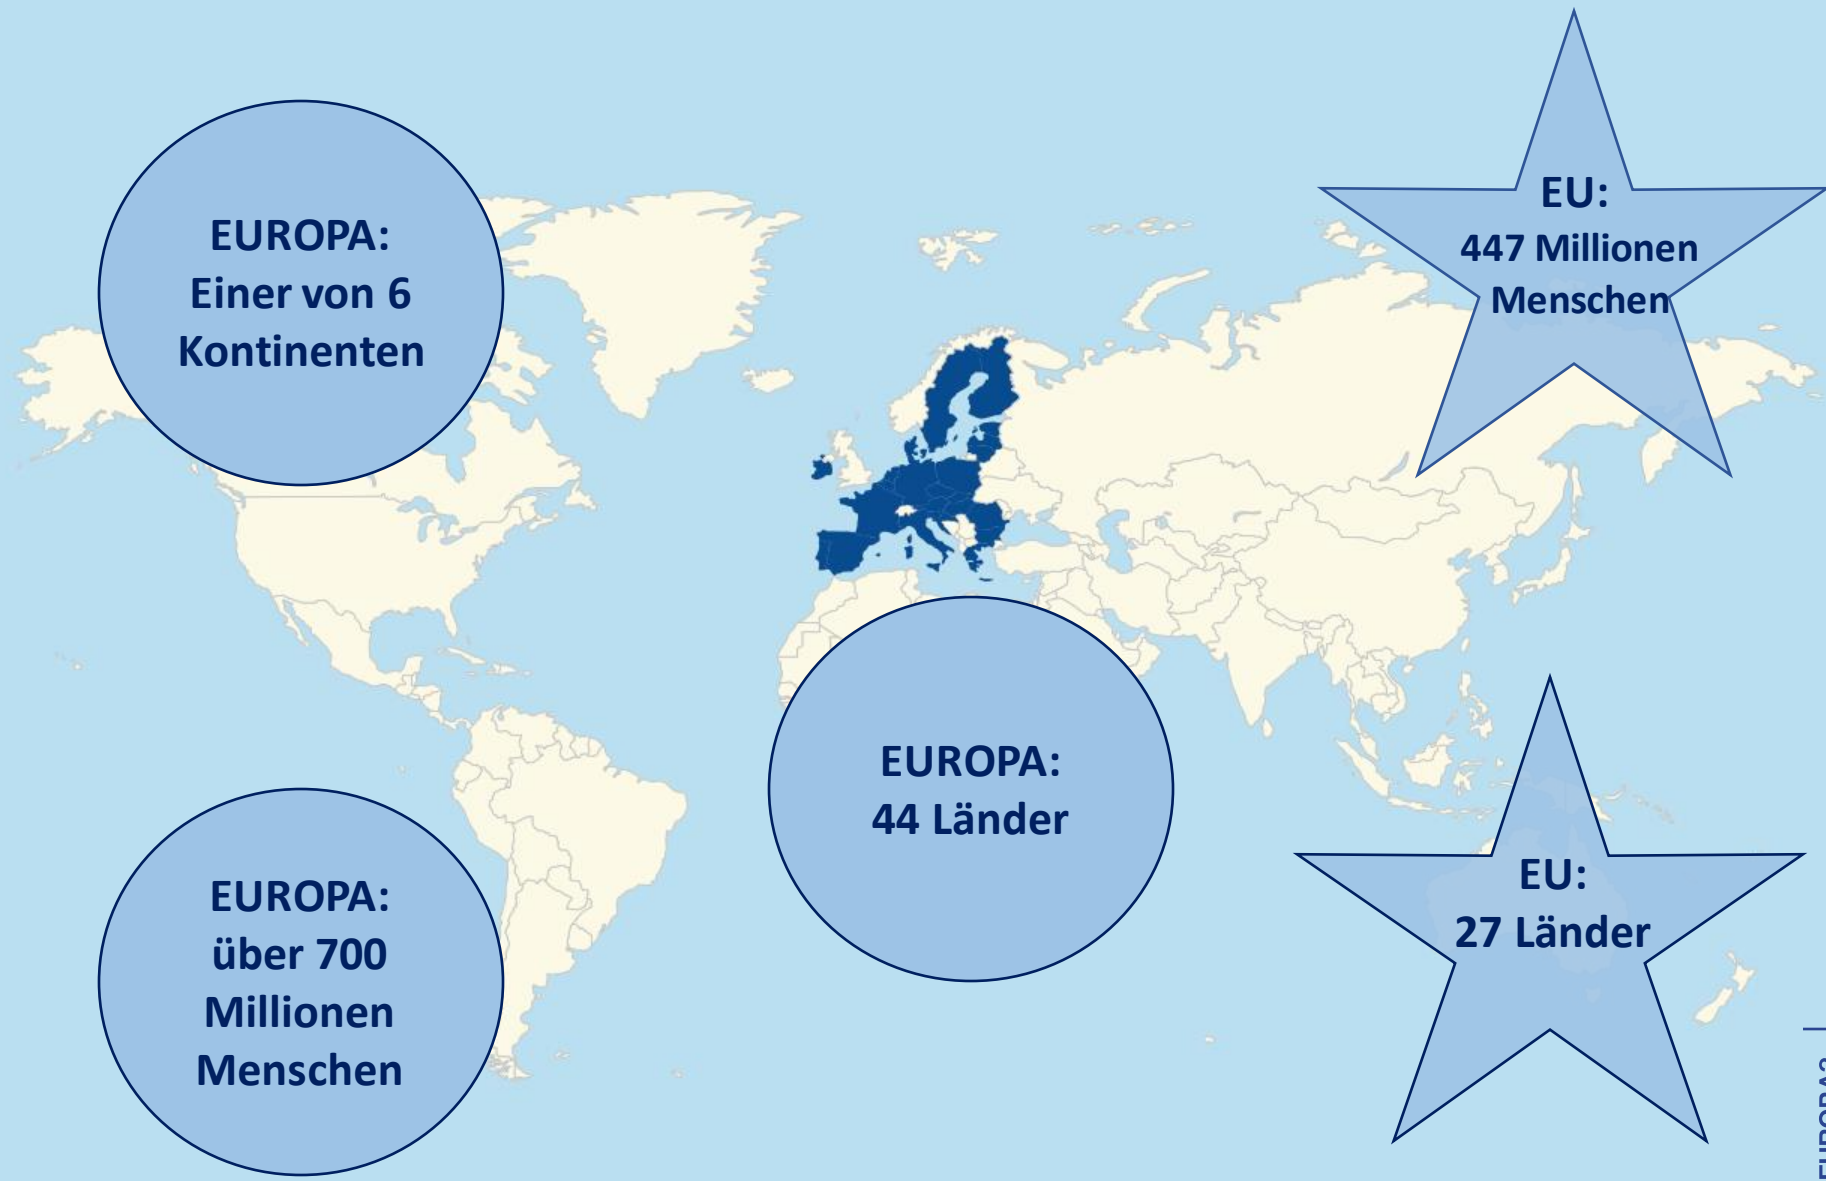 EUROPA:
Einer von 6
Kontinenten
EU:
447 Millionen
Menschen
EUROPA:
44 Länder
EUROPA:
über 700
Millionen
Menschen
EU:
27 Länder
EUROPA?